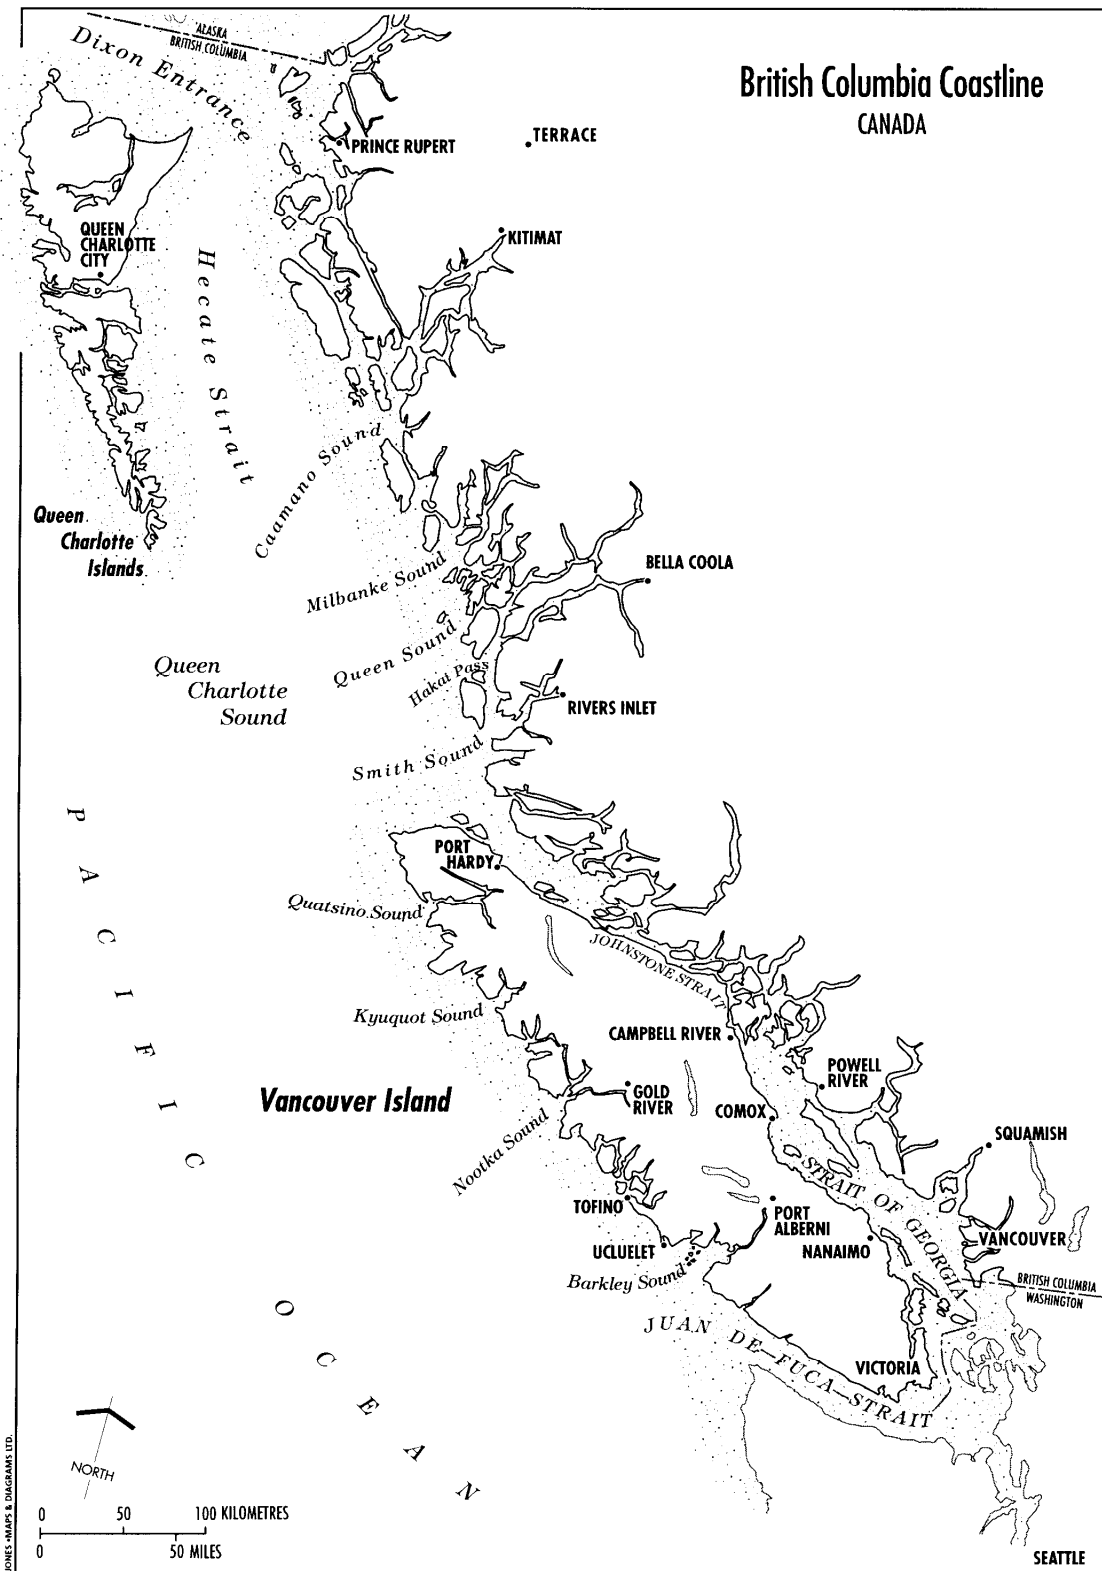 ALASKA
BRITISH COLUMBIA
Dixon Entrance
British Columbia Coastline
CANADA
PRINCE RUPERT
TERRACE
QUEEN
CHARLOTTE
CITY
KITIMAT
Hecate Strait
Caamano Sound
Queen
Charlotte
Islands
Milbanke Sound
BELLA COOLA
Queen Sound
Queen
Charlotte
Sound
Hakai Pass
RIVERS INLET
Smith Sound
PACIFIC OCEAN
PORT
HARDY
Quatsino Sound
JOHNSTONE STRAIT
Kyuquot Sound
CAMPBELL RIVER
POWELL
RIVER
Vancouver Island
GOLD
RIVER
COMOX
SQUAMISH
Nootka Sound
STRAIT OF GEORGIA
TOFINO
PORT
ALBERNI
NANAIMO
VANCOUVER
UCLUELET
Barkley Sound
BRITISH COLUMBIA
WASHINGTON
JUAN DE-FUCA-STRAIT
VICTORIA
NORTH
0 50 100 KILOMETRES
0 50 MILES
SEATTLE
JONES •MAPS & DIAGRAMS LTD.